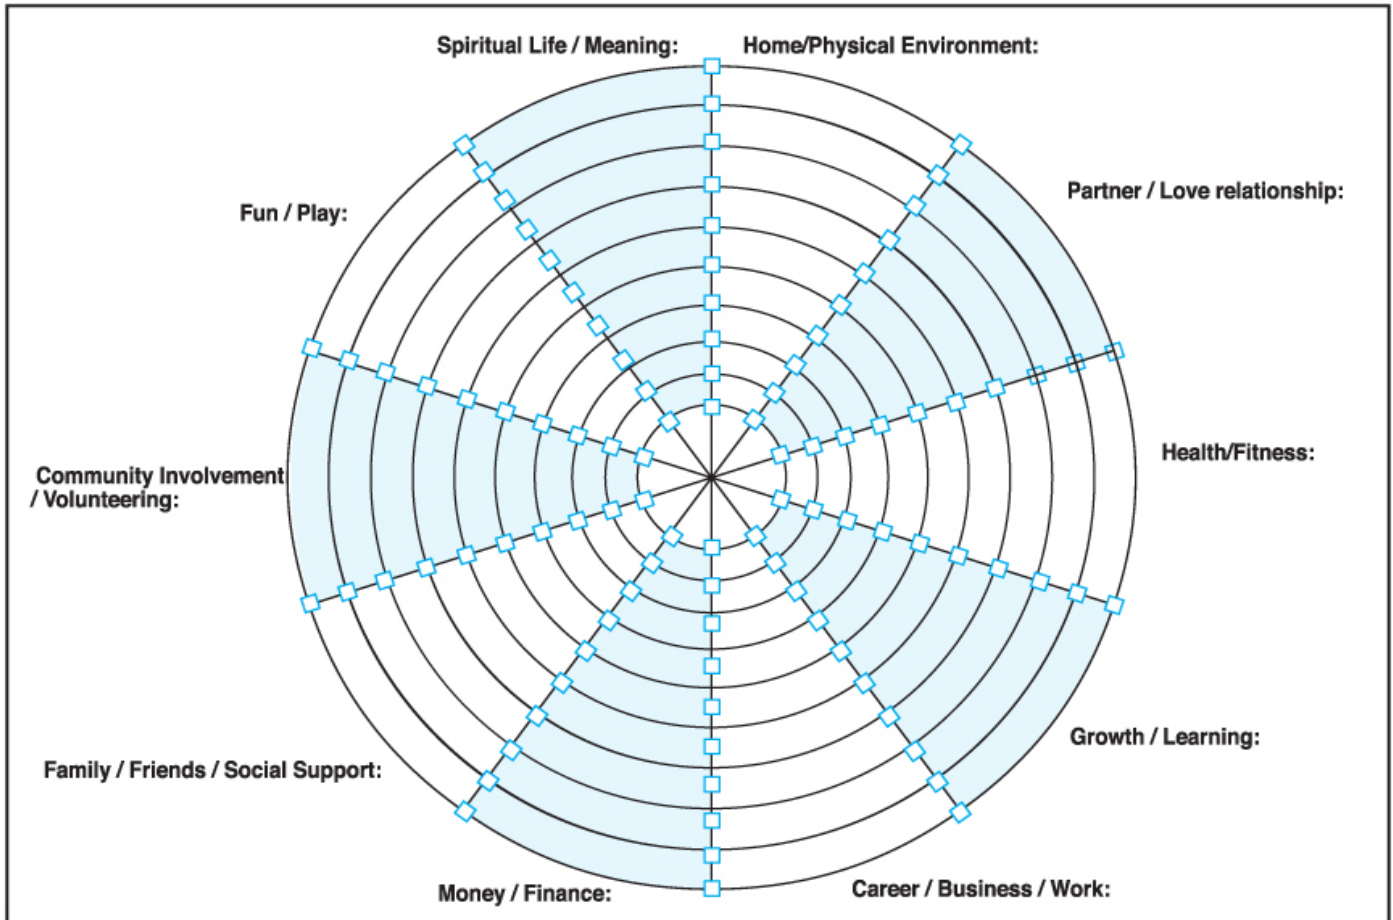 Spiritual Life / Meaning:
Home/Physical Environment:
Partner / Love relationship:
Fun / Play:
Health/Fitness:
Community Involvement
/ Volunteering:
Growth / Learning:
Family / Friends / Social Support:
Career / Business / Work:
Money / Finance: